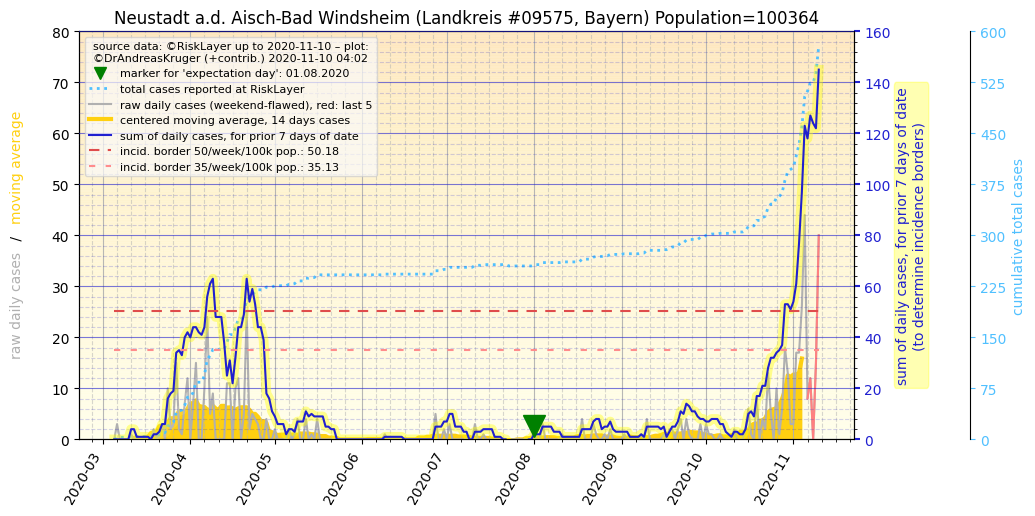 Neustadt a.d. Aisch-Bad Windsheim (Landkreis #09575, Bayern) Population=100364
source data: ©RiskLayer up to 2020-11-10 – plot:
©DrAndreasKruger (+contrib.) 2020-11-10 04:02
marker for 'expectation day': 01.08.2020
total cases reported at RiskLayer
raw daily cases (weekend-flawed), red: last 5
centered moving average, 14 days cases
sum of daily cases, for prior 7 days of date
incid. border 50/week/100k pop.: 50.18
incid. border 35/week/100k pop.: 35.13
raw daily cases / moving average
80
70
60
50
40
30
20
10
0
2020-03
2020-04
2020-05
2020-06
2020-07
2020-08
2020-09
2020-10
2020-11
160
140
120
100
80
60
40
20
0
sum of daily cases, for prior 7 days of date
(to determine incidence borders)
600
525
450
375
300
225
150
75
0
cumulative total cases